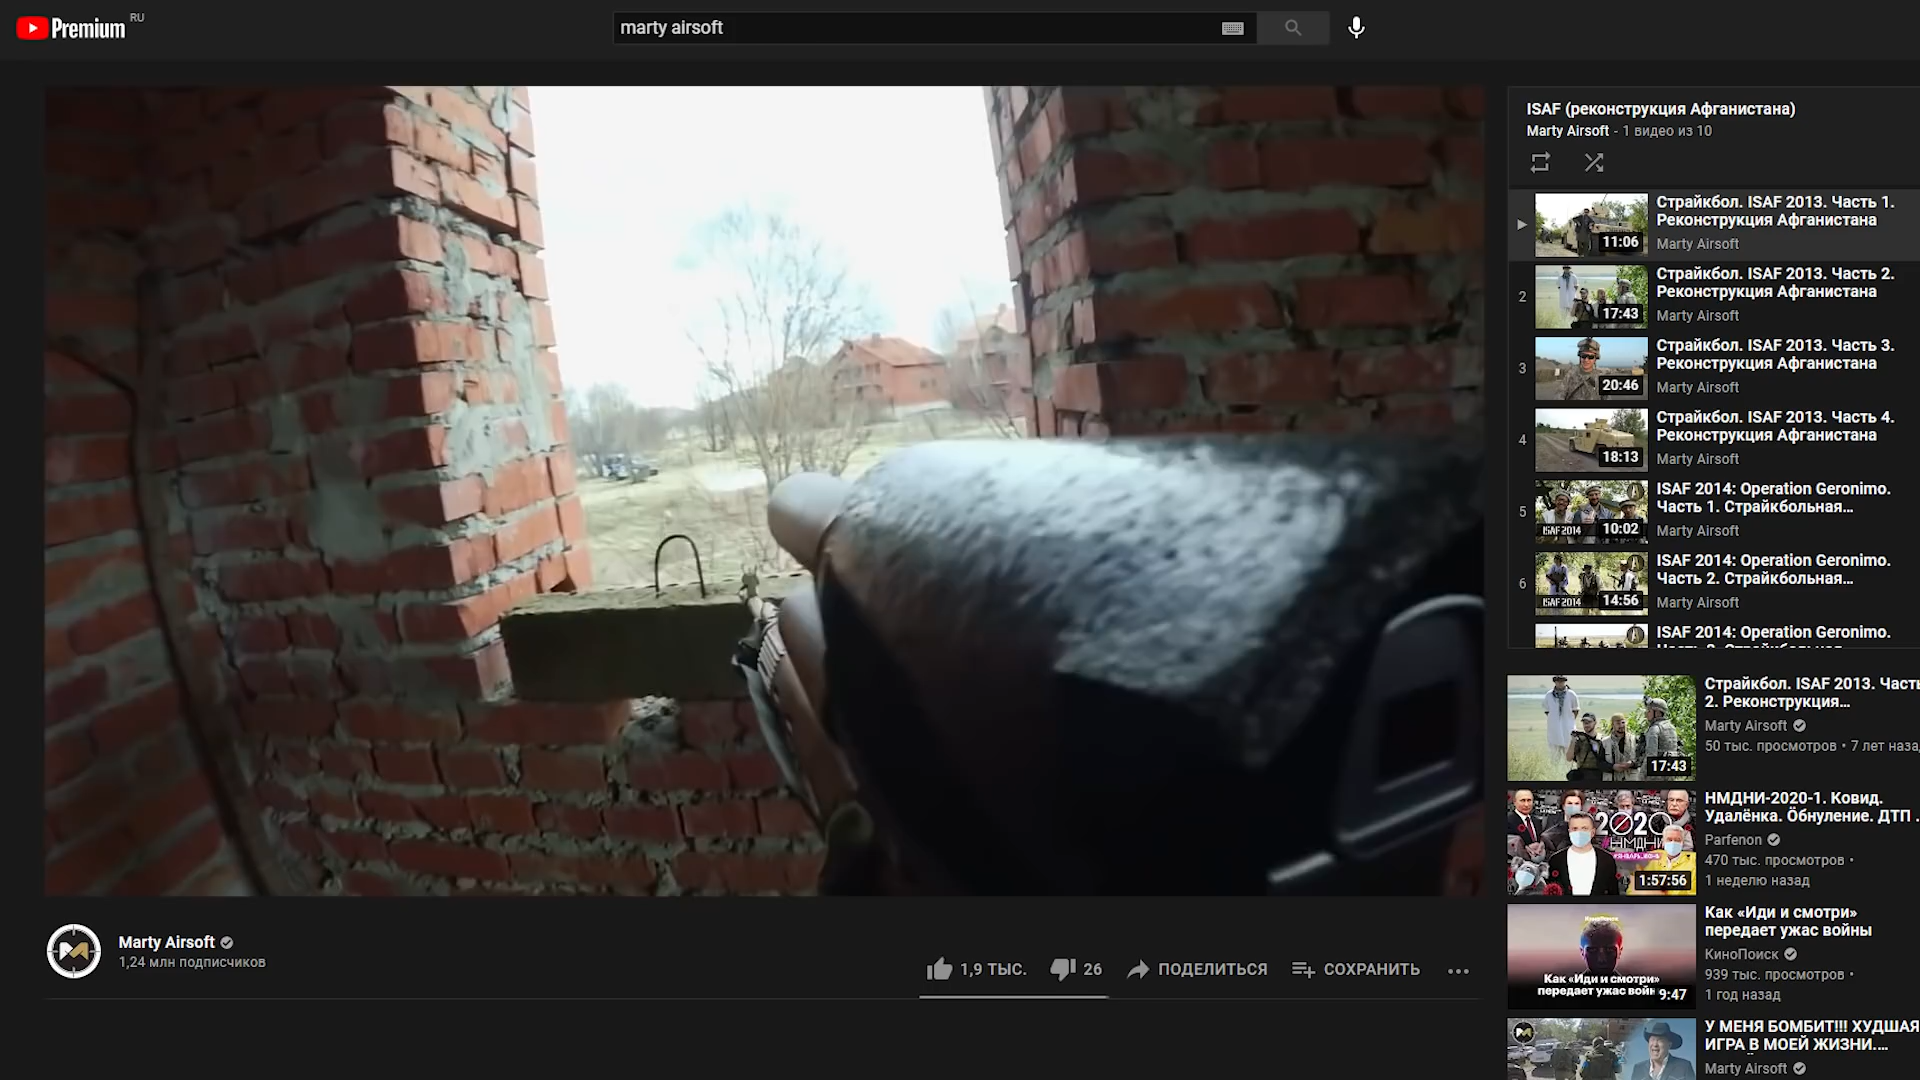 Premium
RU
marty airsoft
ISAF (реконструкция Афганистана)
Marty Airsoft - 1 видео из 10
Страйкбол. ISAF 2013. Часть 1.
Реконструкция Афганистана
Marty Airsoft
11:06
2
Страйкбол. ISAF 2013. Часть 2.
Реконструкция Афганистана
Marty Airsoft
17:43
3
Страйкбол. ISAF 2013. Часть 3.
Реконструкция Афганистана
Marty Airsoft
20:46
4
Страйкбол. ISAF 2013. Часть 4.
Реконструкция Афганистана
Marty Airsoft
18:13
5
ISAF 2014: Operation Geronimo.
Часть 1. Страйкбольная...
Marty Airsoft
ISAF 2014
10:02
6
ISAF 2014: Operation Geronimo.
Часть 2. Страйкбольная...
Marty Airsoft
ISAF 2014
14:56
ISAF 2014: Operation Geronimo.
Страйкбол. ISAF 2013. Часть
2. Реконструкция...
Marty Airsoft
50 тыс. просмотров • 7 лет наза
17:43
НМДНИ-2020-1. Ковид.
Удалёнка. Обнуление. ДТП
Parfenon
470 тыс. просмотров •
1 неделю назад
2020
#НМДНИ
1:57:56
Как «Иди и смотри»
передает ужас войны
КиноПоиск
939 тыс. просмотров •
1 год назад
Как «Иди и смотри»
передает ужас войн
9:47
У МЕНЯ БОМБИТ!!! ХУДШАЯ
ИГРА В МОЕЙ ЖИЗНИ....
Marty Airsoft
Marty Airsoft
1,24 млн подписчиков
1,9 ТЫС.
26
ПОДЕЛИТЬСЯ
СОХРАНИТЬ